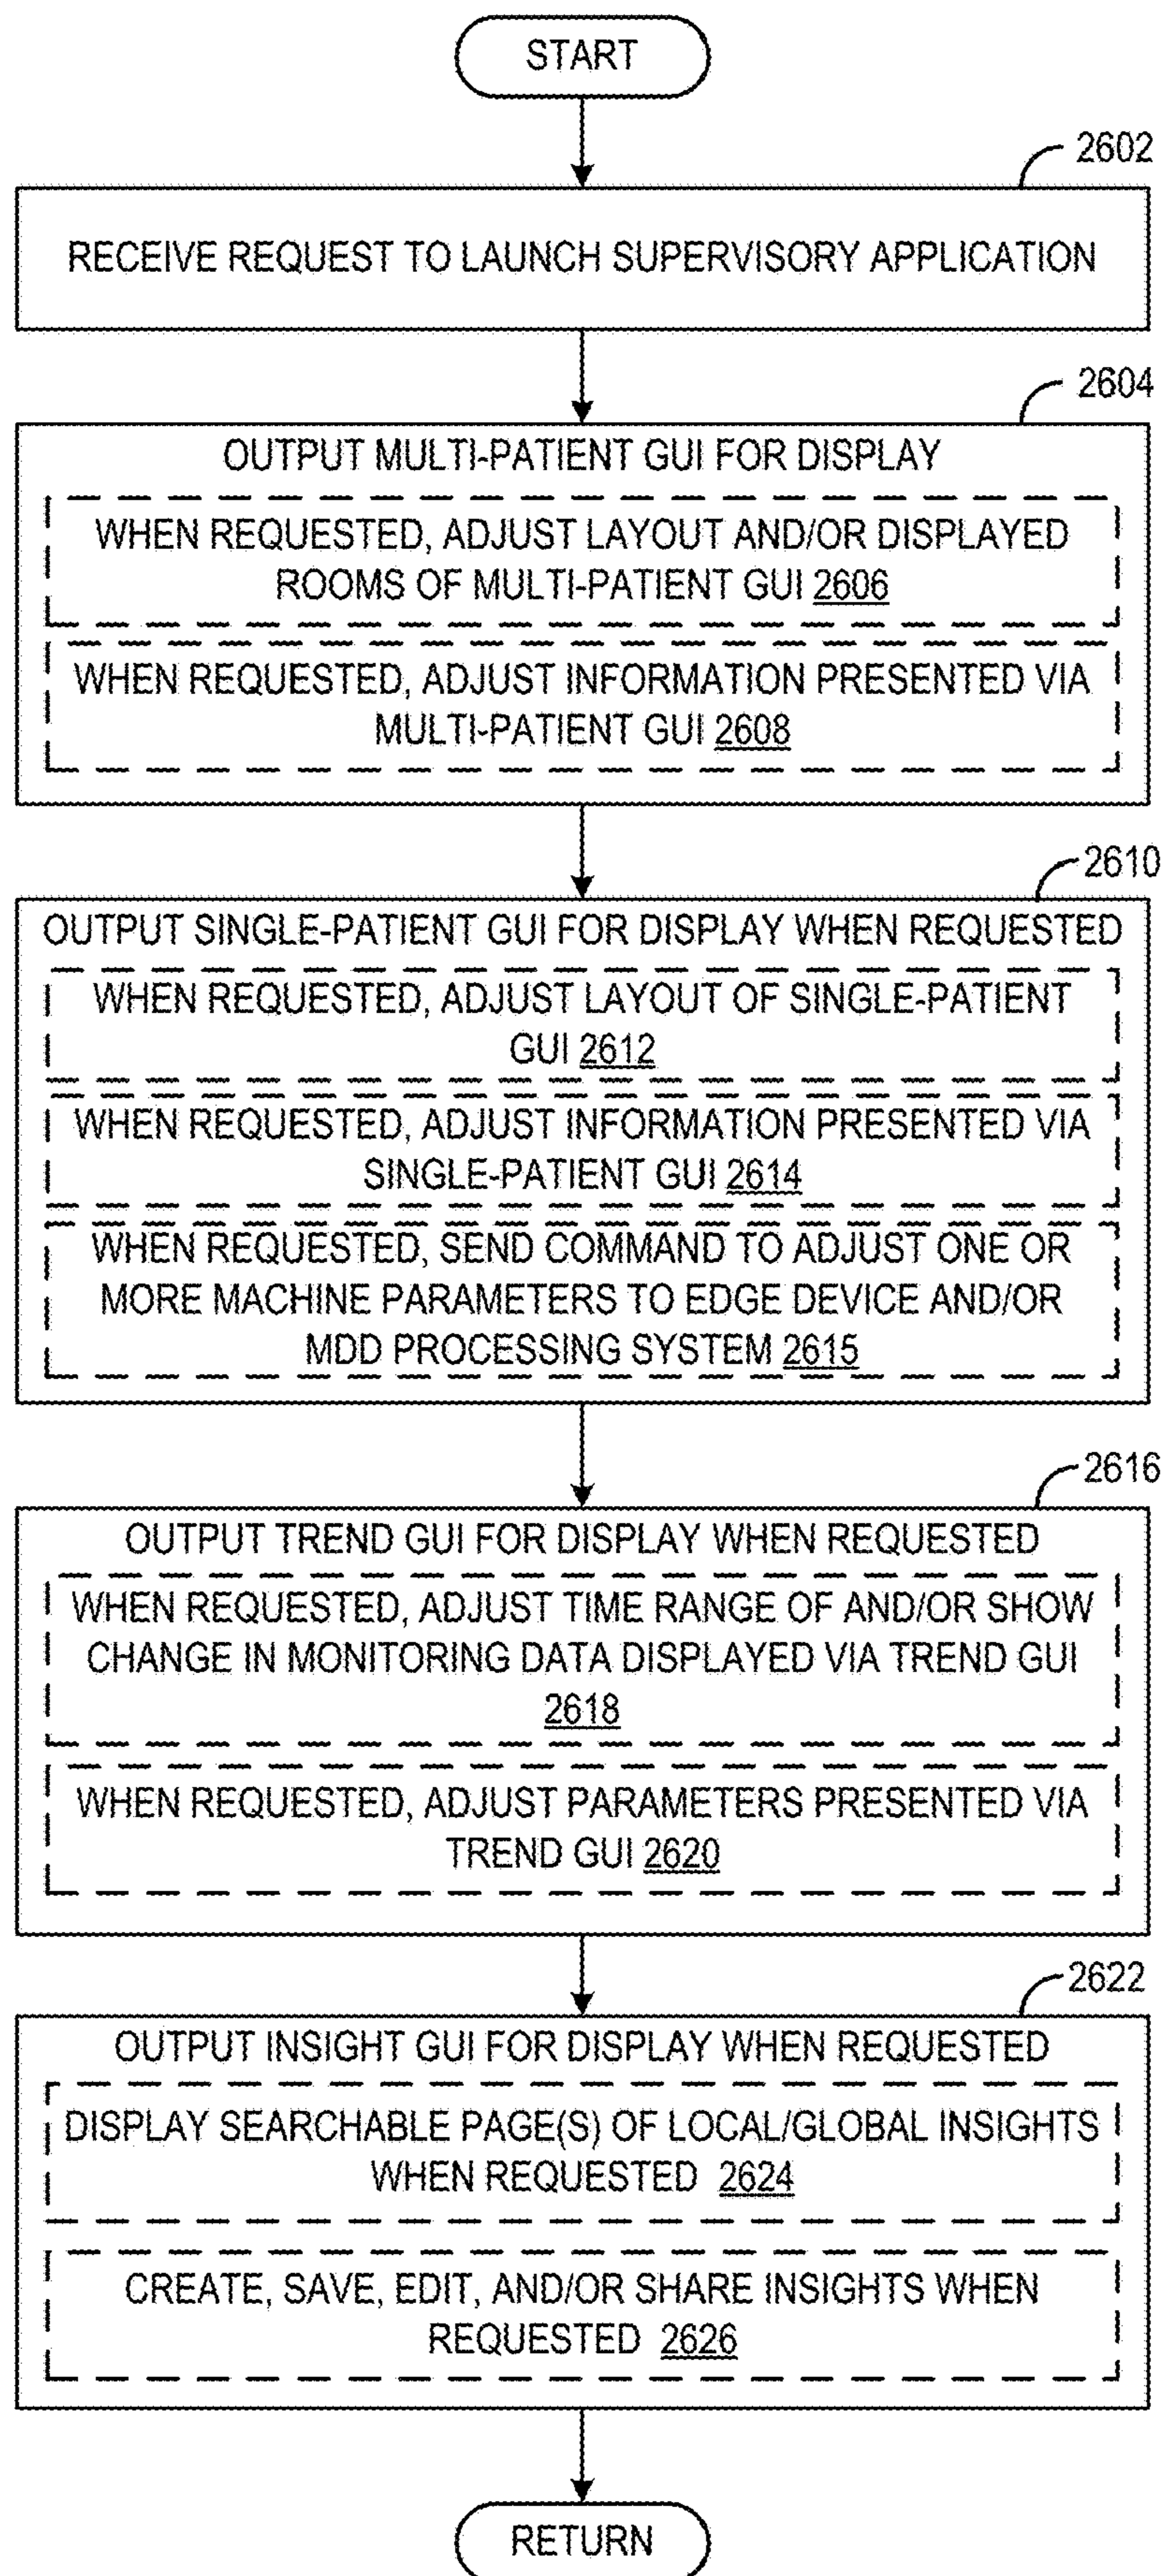 START
2602
RECEIVE REQUEST TO LAUNCH SUPERVISORY APPLICATION
2604
OUTPUT MULTI-PATIENT GUI FOR DISPLAY
WHEN REQUESTED, ADJUST LAYOUT AND/OR DISPLAYED
ROOMS OF MULTI-PATIENT GUI 2606
WHEN REQUESTED, ADJUST INFORMATION PRESENTED VIA
MULTI-PATIENT GUI 2608
2610
OUTPUT SINGLE-PATIENT GUI FOR DISPLAY WHEN REQUESTED
WHEN REQUESTED, ADJUST LAYOUT OF SINGLE-PATIENT
GUI 2612
WHEN REQUESTED, ADJUST INFORMATION PRESENTED VIA
SINGLE-PATIENT GUI 2614
WHEN REQUESTED, SEND COMMAND TO ADJUST ONE OR
MORE MACHINE PARAMETERS TO EDGE DEVICE AND/OR
MDD PROCESSING SYSTEM 2615
2616
OUTPUT TREND GUI FOR DISPLAY WHEN REQUESTED
WHEN REQUESTED, ADJUST TIME RANGE OF AND/OR SHOW
CHANGE IN MONITORING DATA DISPLAYED VIA TREND GUI
2618
WHEN REQUESTED, ADJUST PARAMETERS PRESENTED VIA
TREND GUI 2620
2622
OUTPUT INSIGHT GUI FOR DISPLAY WHEN REQUESTED
DISPLAY SEARCHABLE PAGE(S) OF LOCAL/GLOBAL INSIGHTS
WHEN REQUESTED 2624
CREATE, SAVE, EDIT, AND/OR SHARE INSIGHTS WHEN
REQUESTED 2626
RETURN